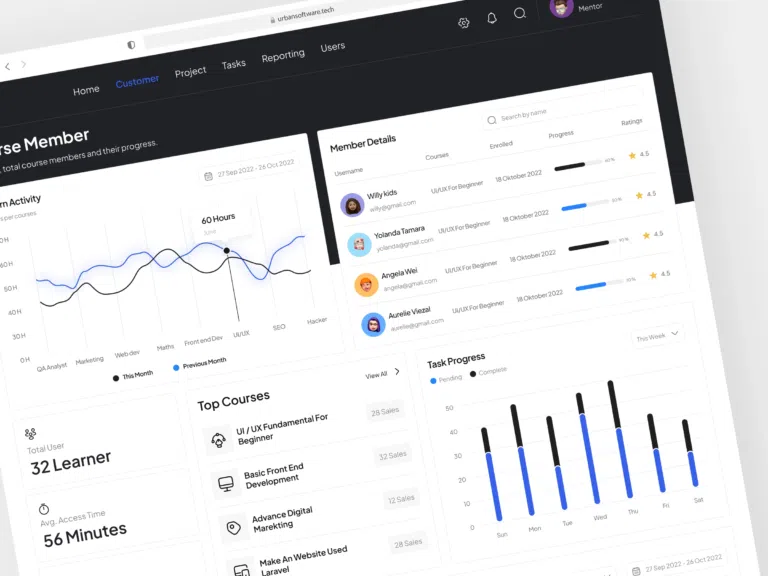 urbansoftware.tech
Home
Customer
Project
Tasks
Reporting
Users
Mentor
rse Member
total course members and their progress.
n Activity
per courses
27 Sep 2022 - 26 Oct 2022
60 Hours
60 H
50 H
40 H
30 H
0 H
QA Analyst
Marketing
Web dev
Maths
Front end Dev
UI/UX
SEO
Hacker
This Month
Previous Month
Member Details
Search by name
Username
Courses
Enrolled
Progress
Ratings
Willy kids
willy@gmail.com
UI/UX For Beginner
18 Oktober 2022
4.5
Yolanda Tamara
yolanda@gmail.com
UI/UX For Beginner
18 Oktober 2022
4.5
Angela Wei
angela@gmail.com
UI/UX For Beginner
18 Oktober 2022
4.5
Aurelie Viezal
aurelie@gmail.com
UI/UX For Beginner
18 Oktober 2022
4.5
Total User
32 Learner
Avg. Access Time
56 Minutes
Top Courses
View All
UI / UX Fundamental For
Beginner
28 Sales
Basic Front End
Development
32 Sales
Advance Digital
Marekting
12 Sales
Make An Website Used
Laravel
28 Sales
Task Progress
Pending
Complete
This Week
50
40
30
20
10
0
Sun
Mon
Tue
Wed
Thu
Fri
Sat
27 Sep 2022 - 26 Oct 2022